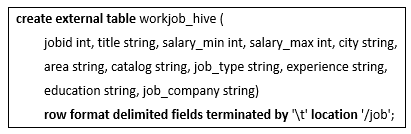 create external table workjob_hive (
jobid int, title string, salary_min int, salary_max int, city string,
area string, catalog string, job_type string, experience string,
education string, job_company string)
row format delimited fields terminated by '\t' location '/job';